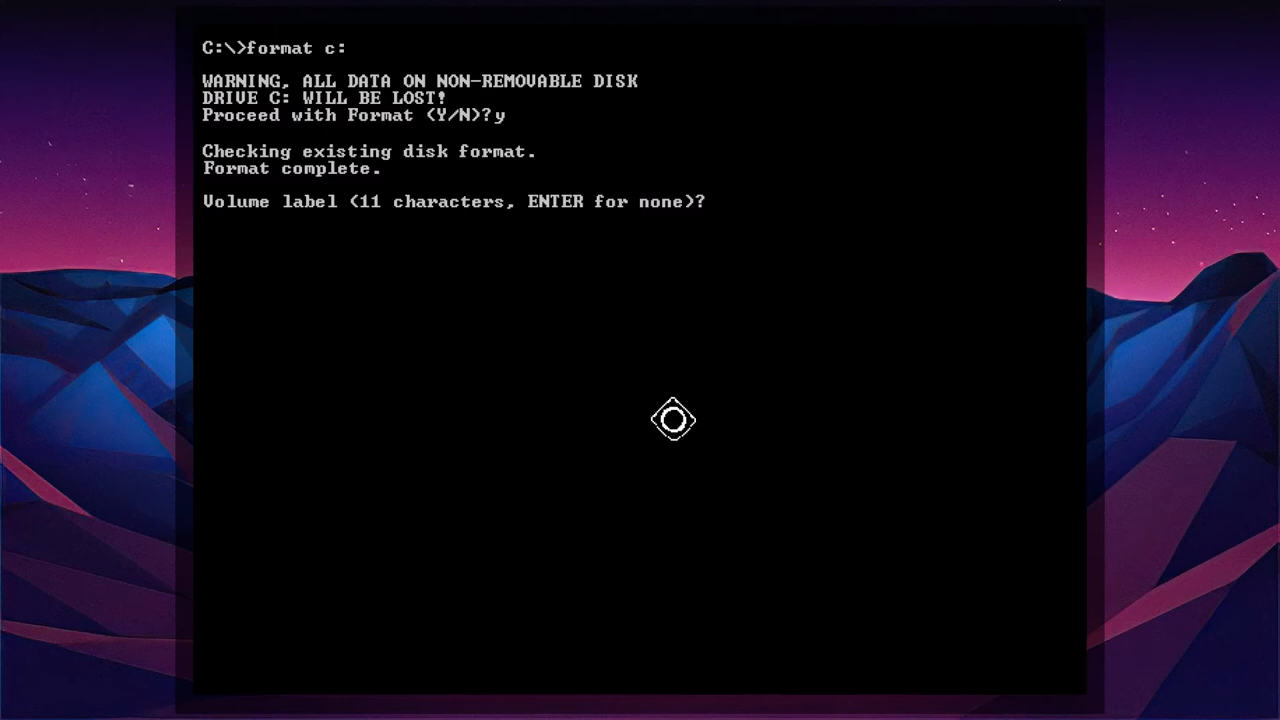 C:\>format c:
WARNING, ALL DATA ON NON-REMOVABLE DISK
DRIVE C: WILL BE LOST!
Proceed with Format (Y/N)?y
Checking existing disk format.
Format complete.
Volume label (11 characters, ENTER for none)?